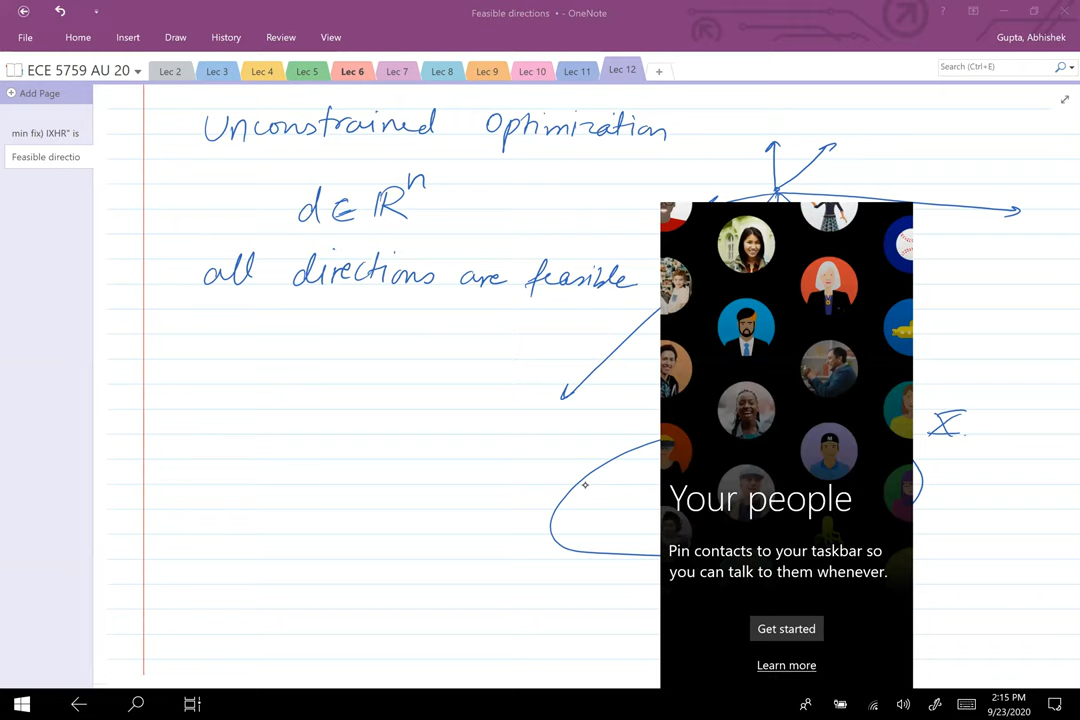 Feasible directions • - OneNote
?
File Home Insert Draw History Review View
Gupta, Abhishek
ECE 5759 AU 20
Lec 2 Lec 3 Lec 4 Lec 5 Lec 6 Lec 7 Lec 8 Lec 9 Lec 10 Lec 11 Lec 12 +
Search (Ctrl+E)
Add Page
min f(x) IXHR" is
Feasible directio
Unconstrained Optimization
d ∈ ℝⁿ
all directions are feasible
X.
Your people
Pin contacts to your taskbar so
you can talk to them whenever.
Get started
Learn more
2:15 PM
9/23/2020